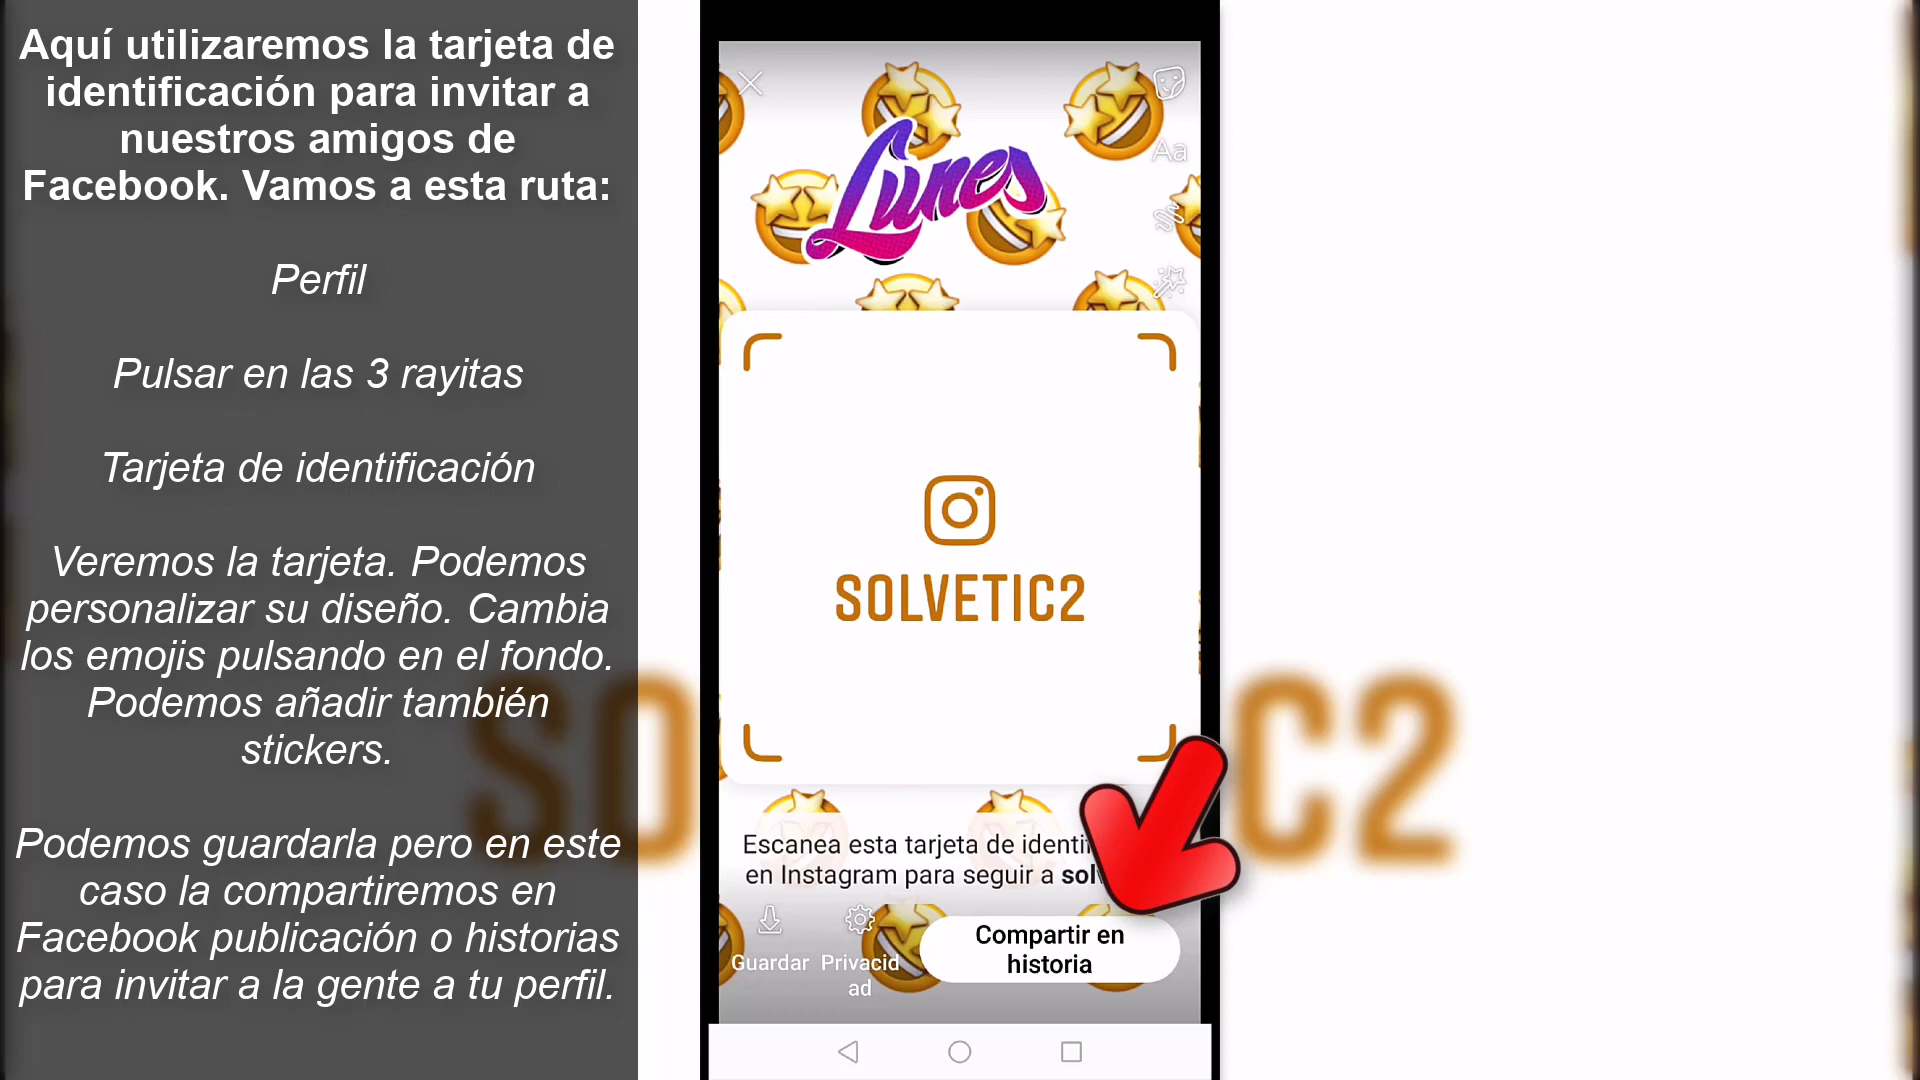 Aquí utilizaremos la tarjeta de
identificación para invitar a
nuestros amigos de
Facebook. Vamos a esta ruta:
Perfil
Pulsar en las 3 rayitas
Tarjeta de identificación
Veremos la tarjeta. Podemos
personalizar su diseño. Cambia
los emojis pulsando en el fondo.
Podemos añadir también
stickers.
Podemos guardarla pero en este
caso la compartiremos en
Facebook publicación o historias
para invitar a la gente a tu perfil.
Lunes
Aa
SOLVETIC2
Escanea esta tarjeta de identi
en Instagram para seguir a sol
Guardar
Privacid
ad
Compartir en
historia
SO
C2